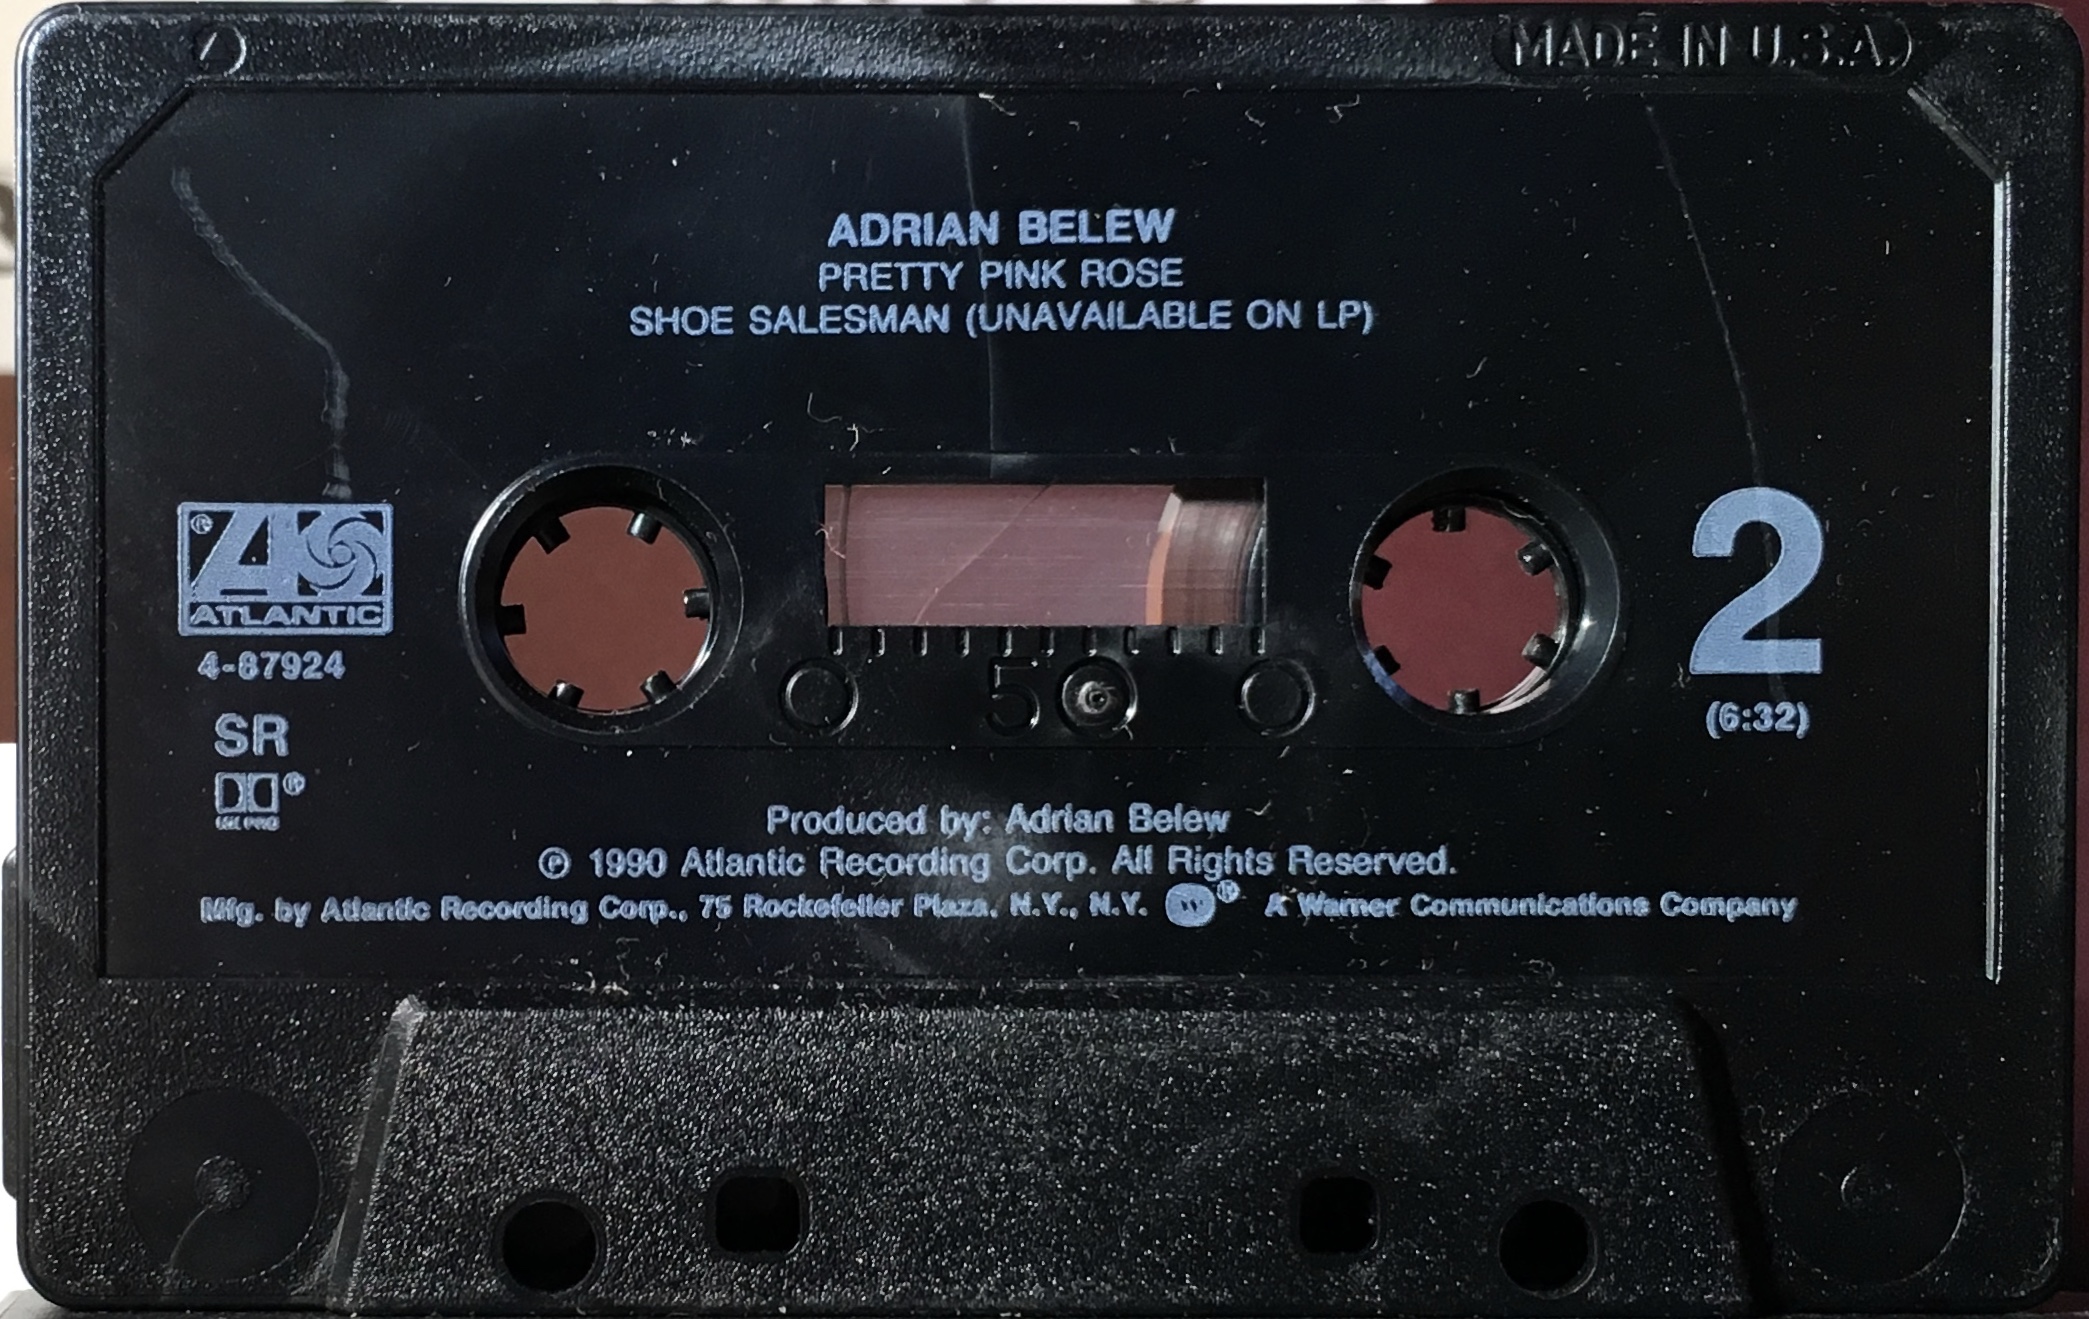 MADE IN U.S.A.
ADRIAN BELEW
PRETTY PINK ROSE
SHOE SALESMAN (UNAVAILABLE ON LP)
® ATLANTIC
4-87924
SR
®
50
2
(6:32)
Produced by: Adrian Belew
℗ 1990 Atlantic Recording Corp. All Rights Reserved.
Mfg. by Atlantic Recording Corp., 75 Rockefeller Plaza, N.Y., N.Y. W® A Warner Communications Company